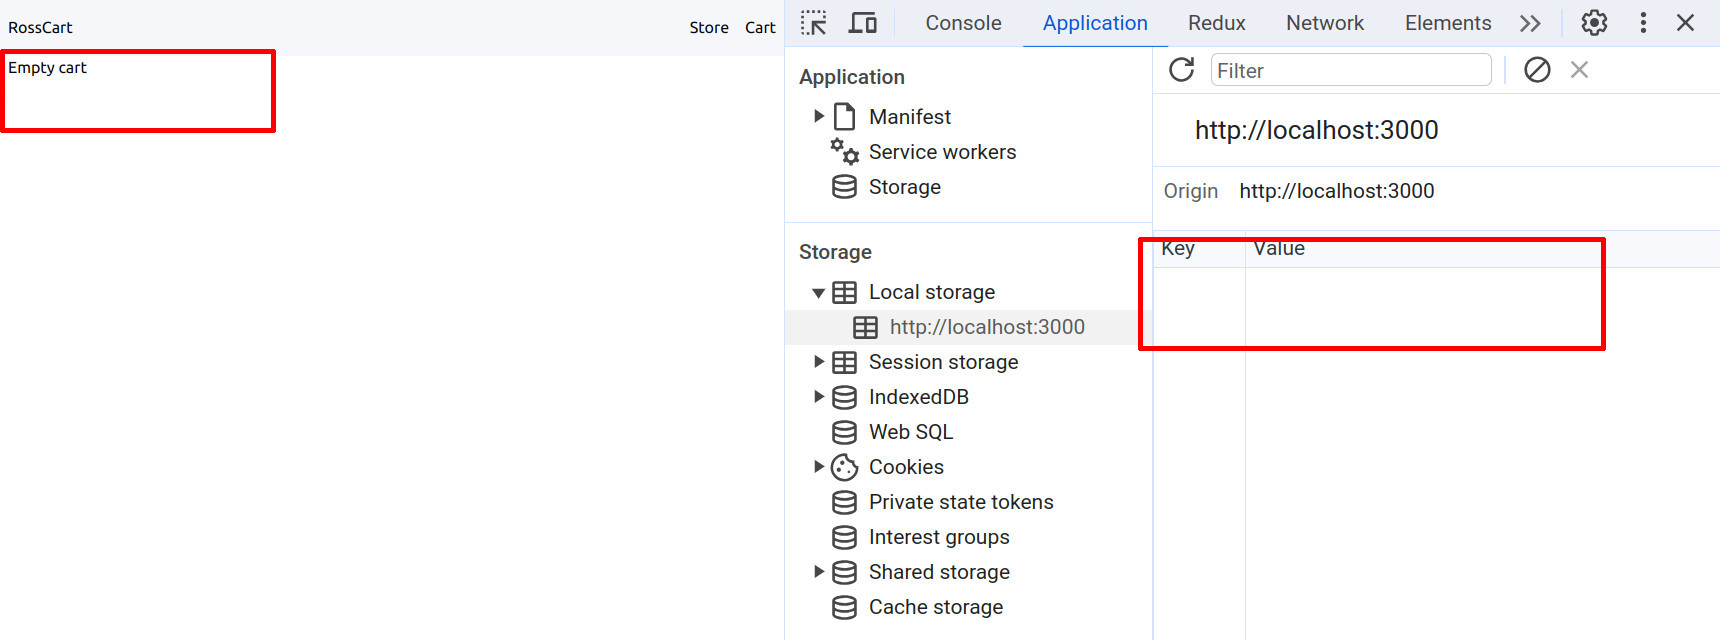 RossCart
Store Cart
Empty cart
Console Application Redux Network Elements
Application
Manifest
Service workers
Storage
Storage
Local storage
http://localhost:3000
Session storage
IndexedDB
Web SQL
Cookies
Private state tokens
Interest groups
Shared storage
Cache storage
Filter
http://localhost:3000
Origin http://localhost:3000
Key Value